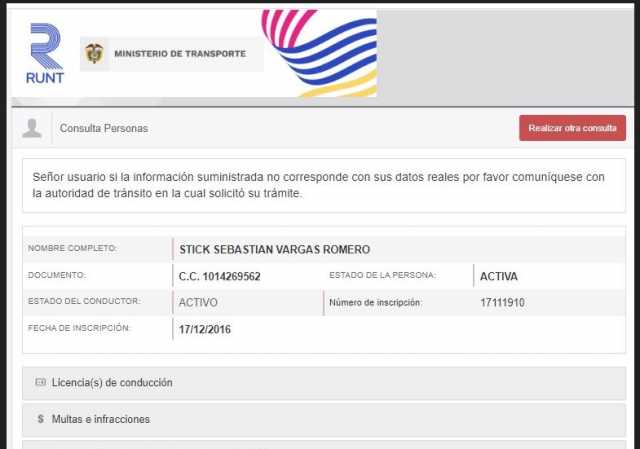 RUNT
MINISTERIO DE TRANSPORTE
Consulta Personas
Realizar otra consulta
Señor usuario si la información suministrada no corresponde con sus datos reales por favor comuníquese con
la autoridad de tránsito en la cual solicitó su trámite.
NOMBRE COMPLETO: STICK SEBASTIAN VARGAS ROMERO
DOCUMENTO: C.C. 1014269562 ESTADO DE LA PERSONA: ACTIVA
ESTADO DEL CONDUCTOR: ACTIVO Número de inscripción: 17111910
FECHA DE INSCRIPCIÓN: 17/12/2016
Licencia(s) de conducción
$ Multas e infracciones